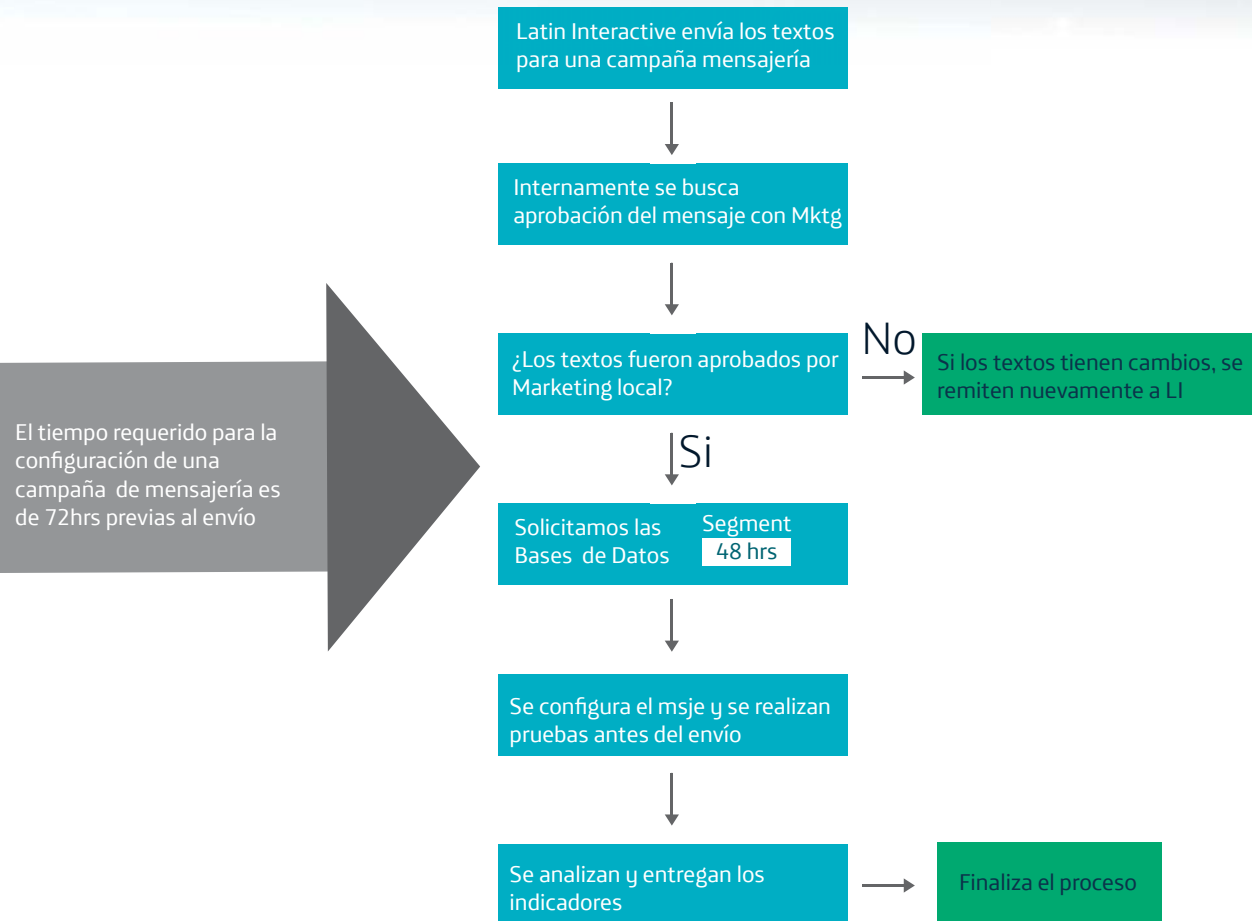 Latin Interactive envía los textos
para una campaña mensajería
Internamente se busca
aprobación del mensaje con Mktg
¿Los textos fueron aprobados por
Marketing local?
No
Si los textos tienen cambios, se
remiten nuevamente a LI
El tiempo requerido para la
configuración de una
campaña de mensajería es
de 72hrs previas al envío
Si
Solicitamos las
Bases de Datos
Segment
48 hrs
Se configura el msje y se realizan
pruebas antes del envío
Se analizan y entregan los
indicadores
Finaliza el proceso